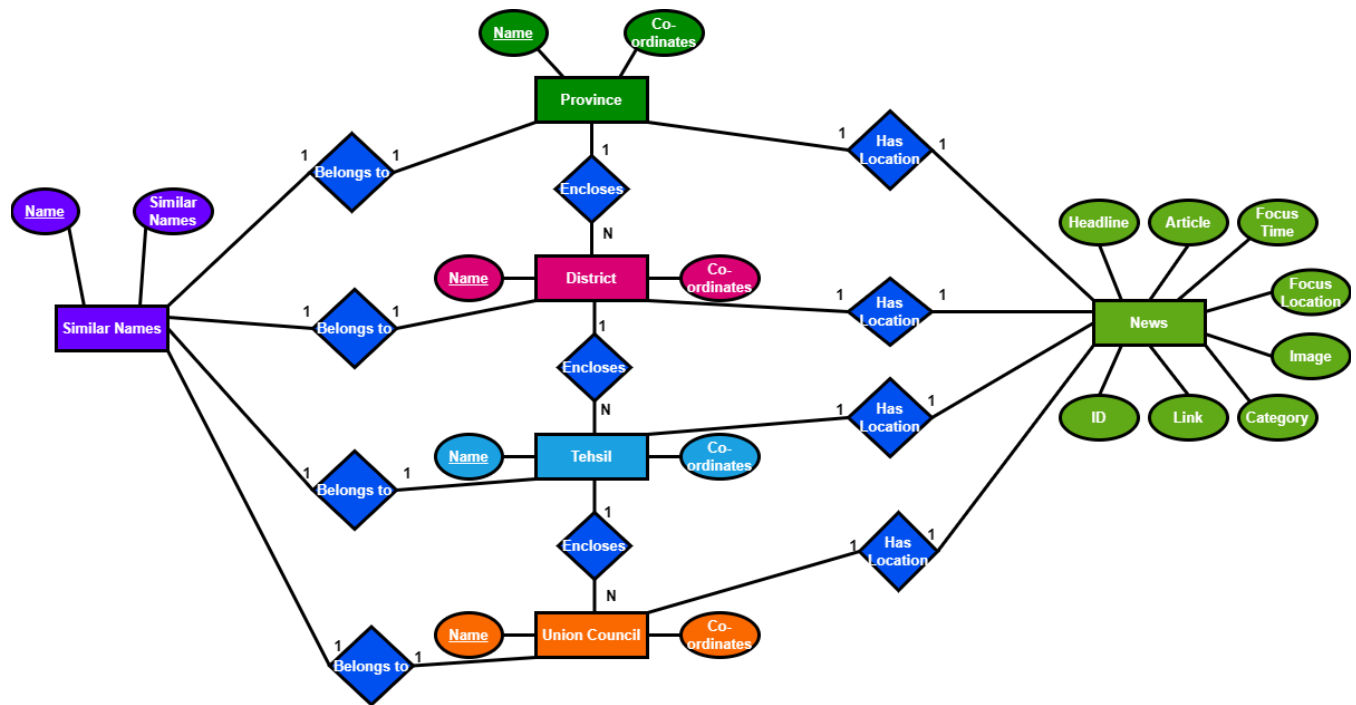 Name
Co-
ordinates
Province
1
Has
Location
1
1
Belongs to
1
1
Encloses
N
Name
Similar
Names
Headline
Article
Focus
Time
Name
District
Co-
ordinates
Focus
Location
Similar Names
1
Belongs to
1
1
Has
Location
1
News
1
Encloses
N
Image
1
Has
Location
1
ID
Link
Category
Name
Tehsil
Co-
ordinates
1
Belongs to
1
1
Encloses
N
1
Has
Location
1
Name
Union Council
Co-
ordinates
1
Belongs to
1